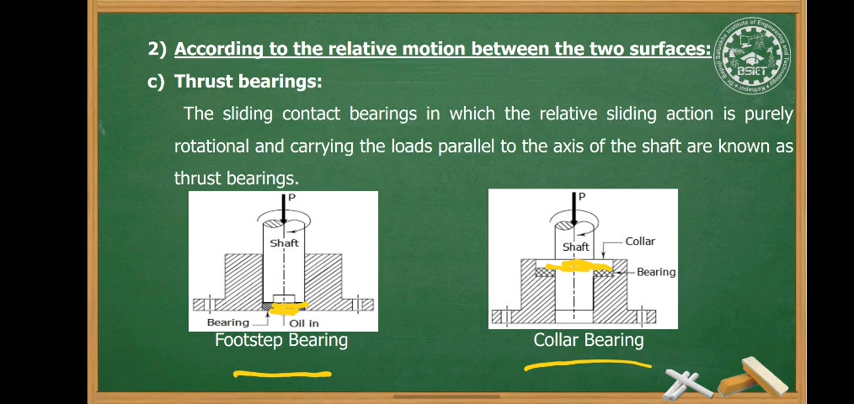 2) According to the relative motion between the two surfaces:
c) Thrust bearings:
The sliding contact bearings in which the relative sliding action is purely
rotational and carrying the loads parallel to the axis of the shaft are known as
thrust bearings.
P
Shaft
Bearing
Oil in
Footstep Bearing
P
Shaft
Collar
Bearing
Collar Bearing
BSIET